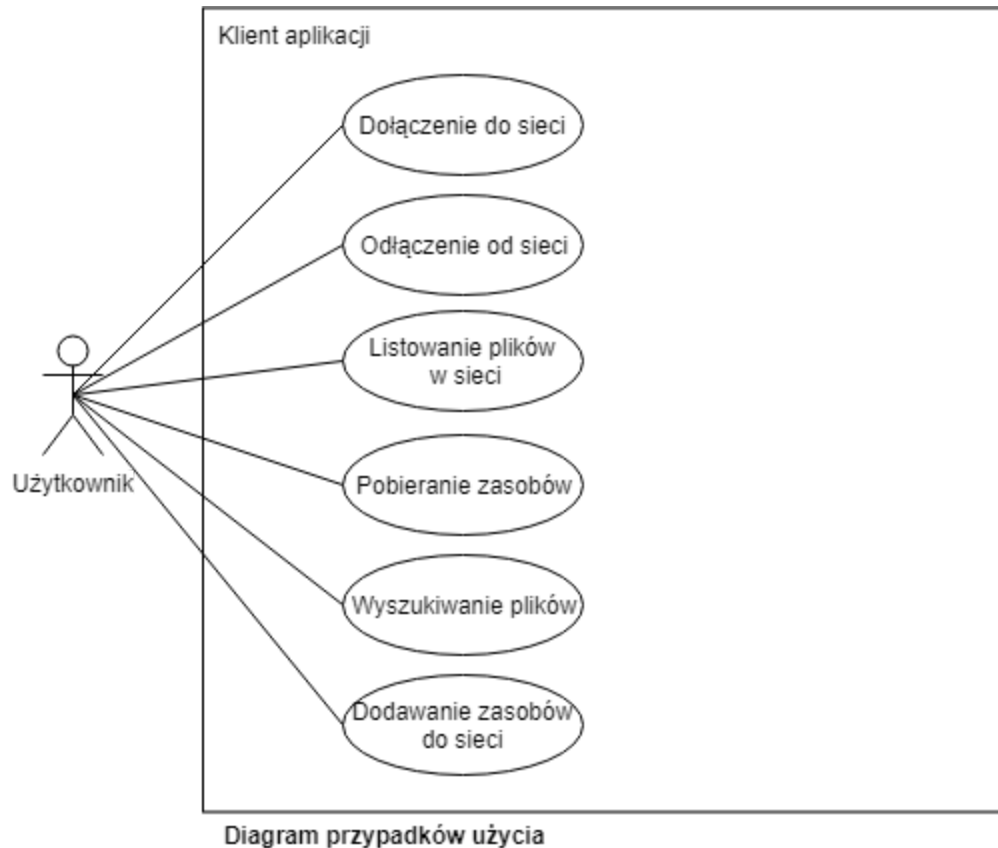 Klient aplikacji
Dołączenie do sieci
Odłączenie od sieci
Listowanie plików
w sieci
Użytkownik
Pobieranie zasobów
Wyszukiwanie plików
Dodawanie zasobów
do sieci
Diagram przypadków użycia